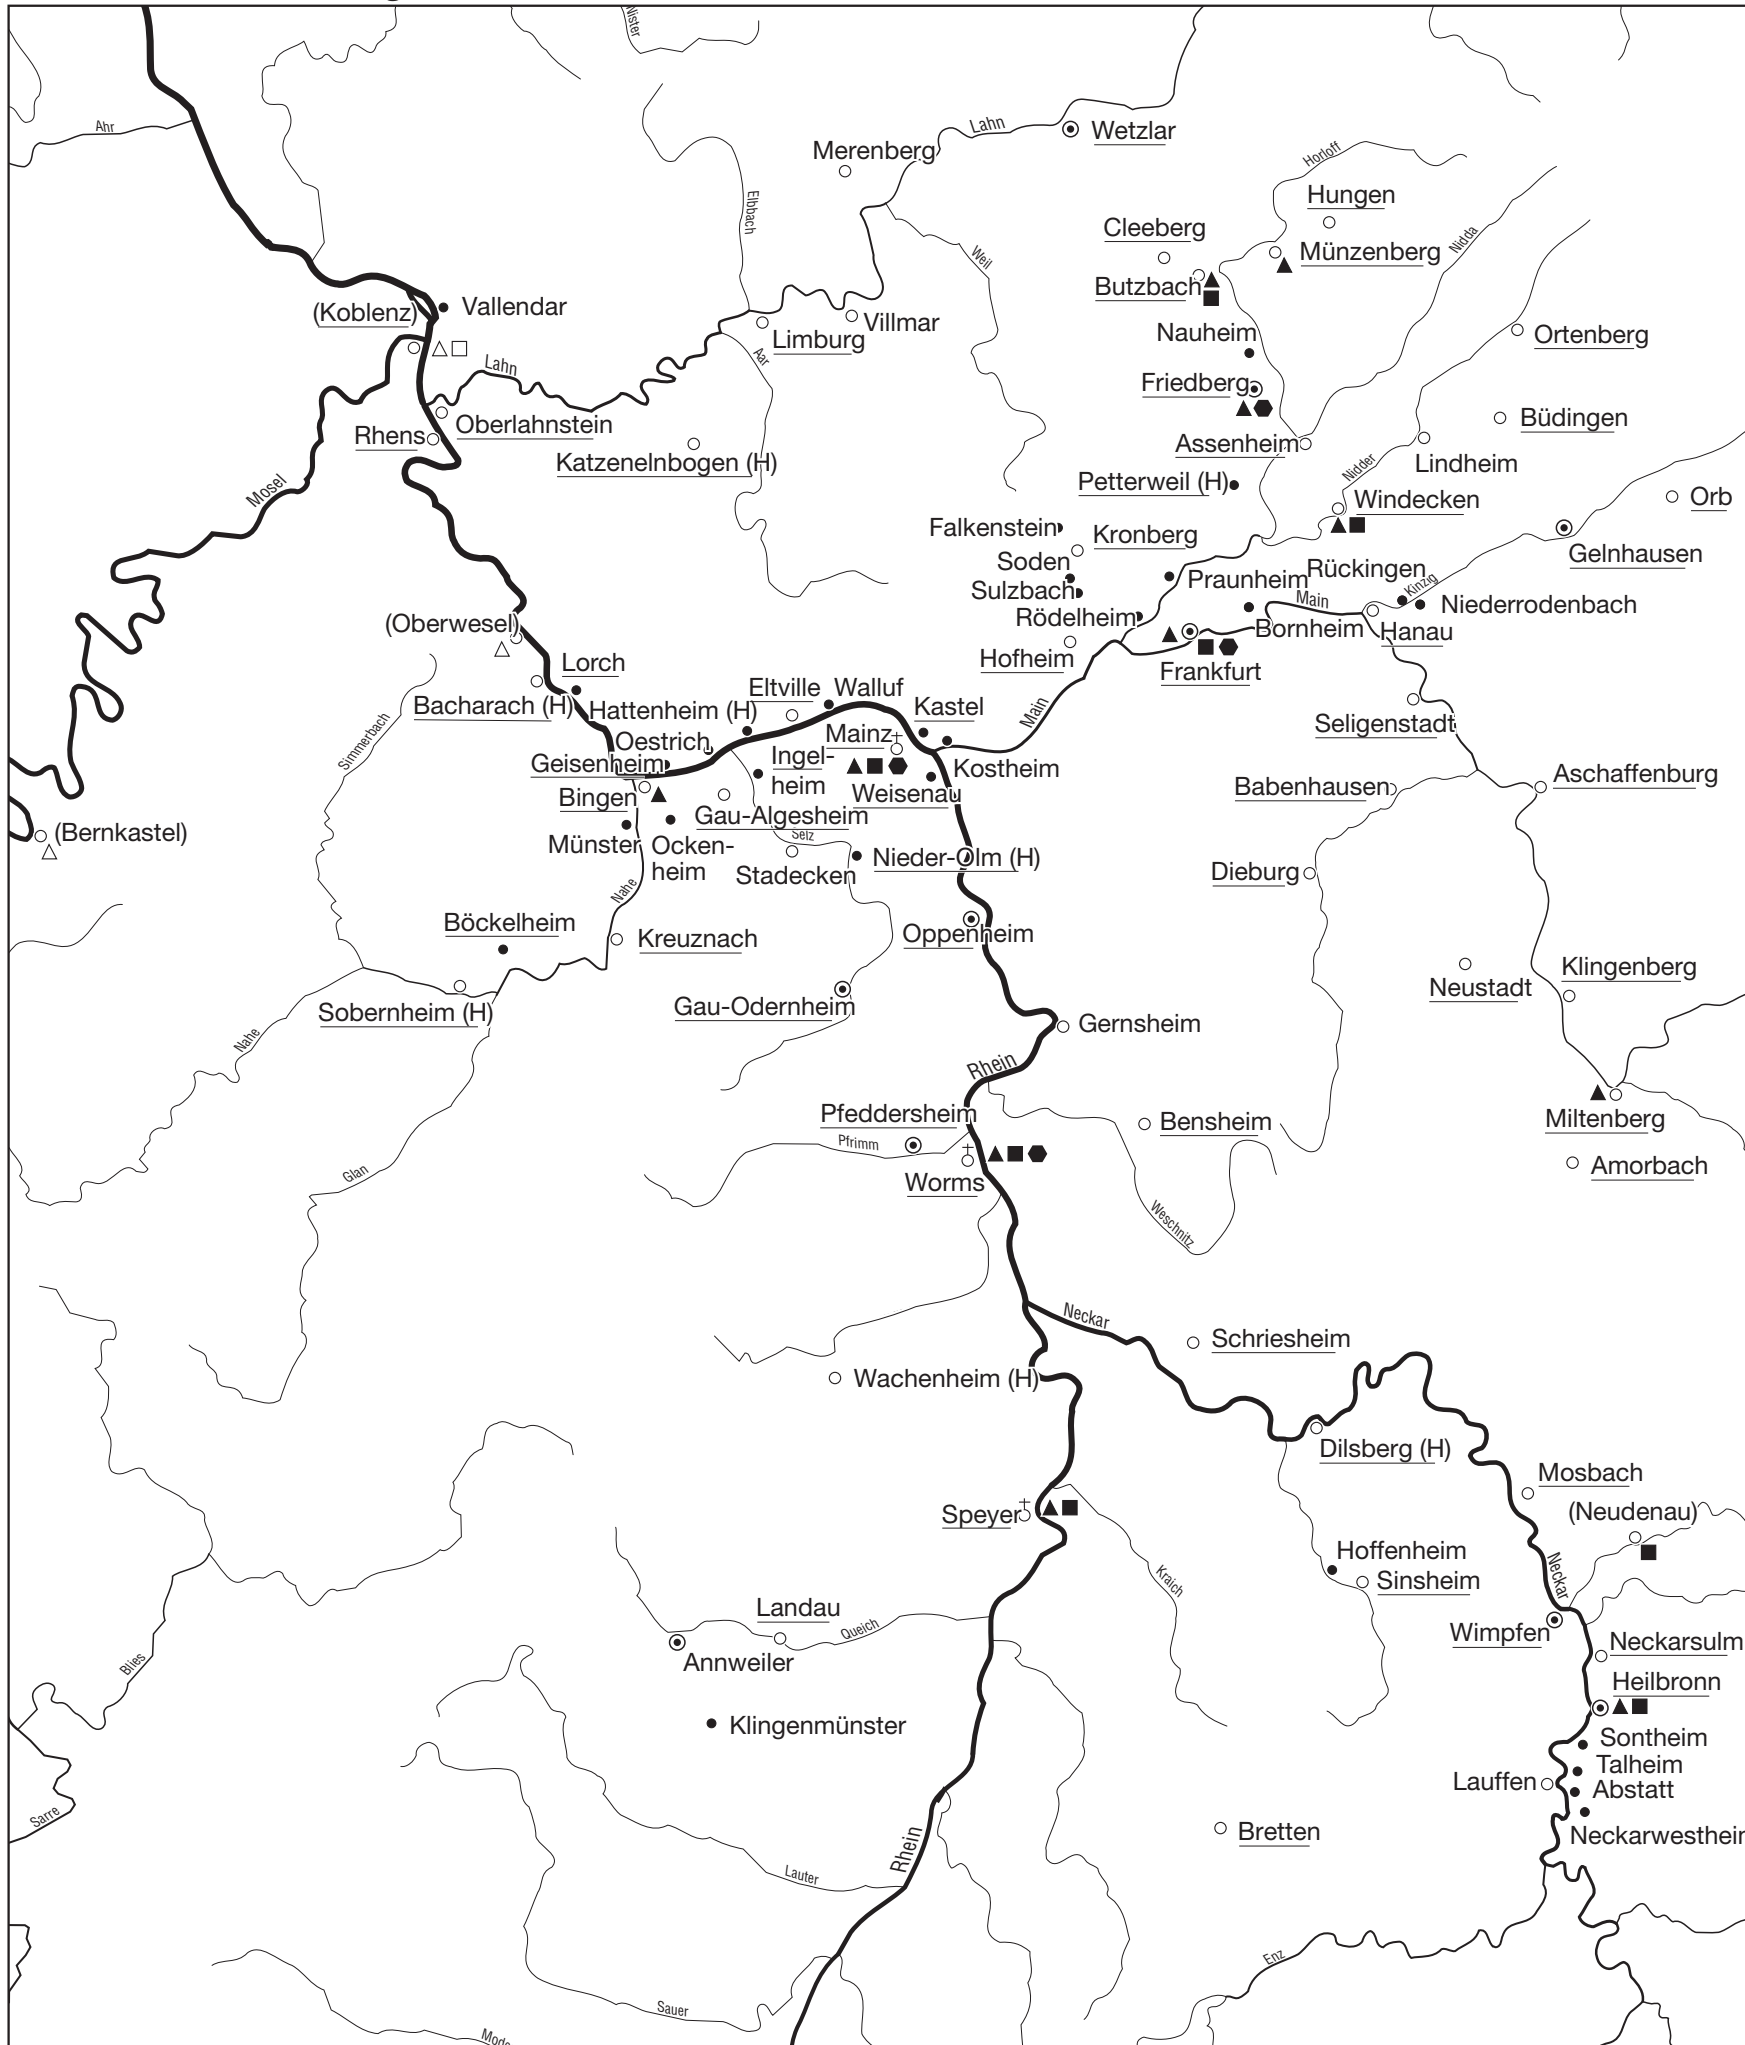 Nister
Ahr
Lahn
Wetzlar
Merenberg
Horloff
Hungen
Elbbach
Cleeberg
Münzenberg
Nidda
Weil
Butzbach
(Koblenz)
Vallendar
Villmar
Limburg
Nauheim
Ortenberg
Aar
Lahn
Friedberg
Oberlahnstein
Büdingen
Rhens
Assenheim
Katzenelnbogen (H)
Lindheim
Nidder
Mosel
Petterweil (H)
Windecken
Orb
Falkenstein
Kronberg
Gelnhausen
Soden
Rückingen
Praunheim
Kinzig
Sulzbach
Main
Niederrodenbach
Rödelheim
(Oberwesel)
Bornheim
Hanau
Hofheim
Lorch
Frankfurt
Eltville
Walluf
Bacharach (H)
Hattenheim (H)
Kastel
Main
Seligenstadt
Simmerbach
Oestrich
Mainz
Ingel-
heim
Geisenheim
Kostheim
Aschaffenburg
Babenhausen
Bingen
Weisenau
Gau-Algesheim
(Bernkastel)
Selz
Münster
Ocken-
heim
Stadecken
Nieder-Olm (H)
Dieburg
Nahe
Böckelheim
Kreuznach
Oppenheim
Klingenberg
Neustadt
Gau-Odernheim
Sobernheim (H)
Gernsheim
Nahe
Rhein
Pfeddersheim
Bensheim
Miltenberg
Pfrimm
Amorbach
Glan
Worms
Weschnitz
Neckar
Schriesheim
Wachenheim (H)
Dilsberg (H)
Mosbach
(Neudenau)
Speyer
Hoffenheim
Neckar
Kraich
Sinsheim
Landau
Queich
Wimpfen
Neckarsulm
Annweiler
Blies
Heilbronn
Klingenmünster
Sontheim
Talheim
Lauffen
Abstatt
Sarre
Bretten
Neckarwestheim
Rhein
Lauter
Enz
Sauer
Mode